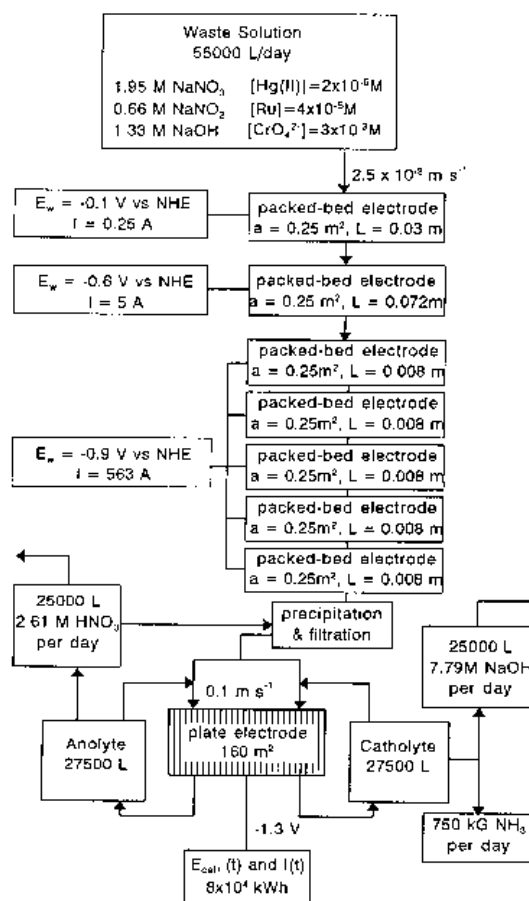 Waste Solution
55000 L/day
1.95 M NaNO₃ [Hg(II)]=2x10⁻⁵M
0.66 M NaNO₂ [Ru]=4x10⁻⁵M
1.33 M NaOH [CrO₄²⁻]=3x10⁻³M
2.5 x 10⁻³ m s⁻¹
E_w = -0.1 V vs NHE
I = 0.25 A
packed-bed electrode
a = 0.25 m², L = 0.03 m
E_w = -0.6 V vs NHE
I = 5 A
packed-bed electrode
a = 0.25 m², L = 0.072m
packed-bed electrode
a = 0.25m², L = 0.008 m
packed-bed electrode
a = 0.25m², L = 0.008 m
E_w = -0.9 V vs NHE
I = 563 A
packed-bed electrode
a = 0.25m², L = 0.008 m
packed-bed electrode
a = 0.25m², L = 0.008 m
packed-bed electrode
a = 0.25m², L = 0.008 m
25000 L
2.61 M HNO₃
per day
precipitation
& filtration
25000 L
7.79M NaOH
per day
0.1 m s⁻¹
Anolyte
27500 L
plate electrode
160 m²
Catholyte
27500 L
-1.3 V
750 kG NH₃
per day
E_cell (t) and I(t)
8x10⁴ kWh